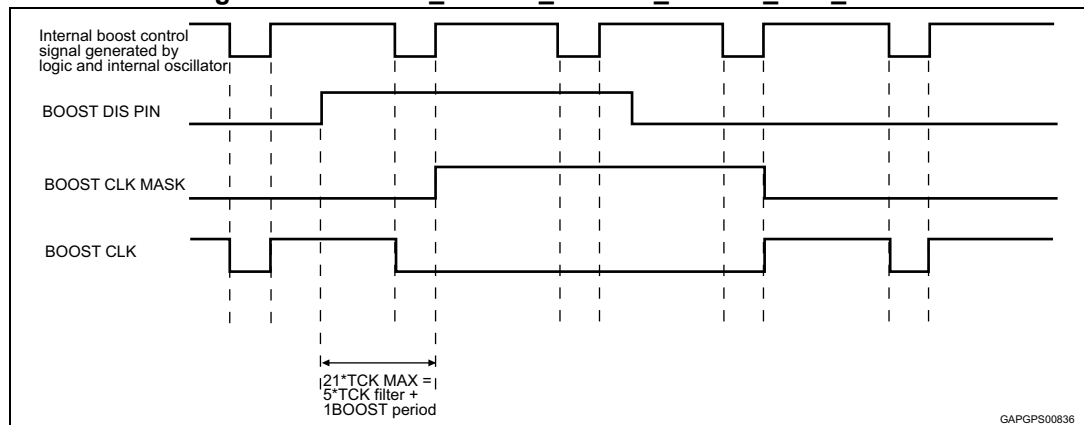 Internal boost control
signal generated by
logic and internal oscillator
BOOST DIS PIN
BOOST CLK MASK
BOOST CLK
21*TCK MAX =
5*TCK filter +
1BOOST period
GAPGPS00836